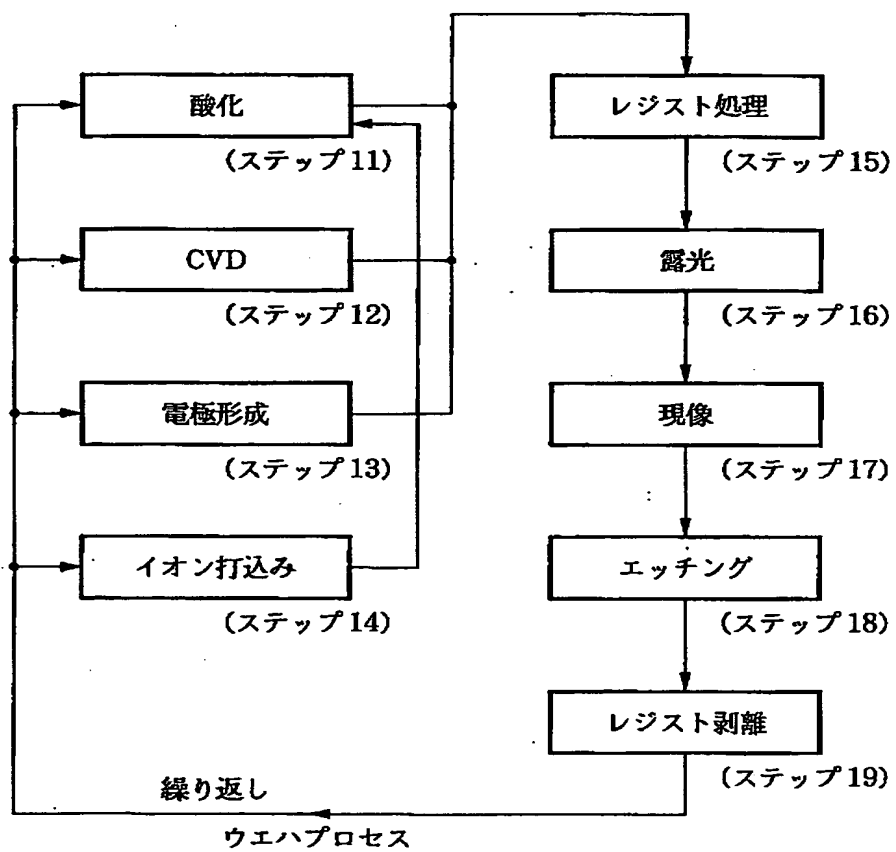 酸化
(ステップ11)
CVD
(ステップ12)
電極形成
(ステップ13)
イオン打込み
(ステップ14)
レジスト処理
(ステップ15)
露光
(ステップ16)
現像
(ステップ17)
エッチング
(ステップ18)
レジスト剥離
(ステップ19)
繰り返し
ウエハプロセス